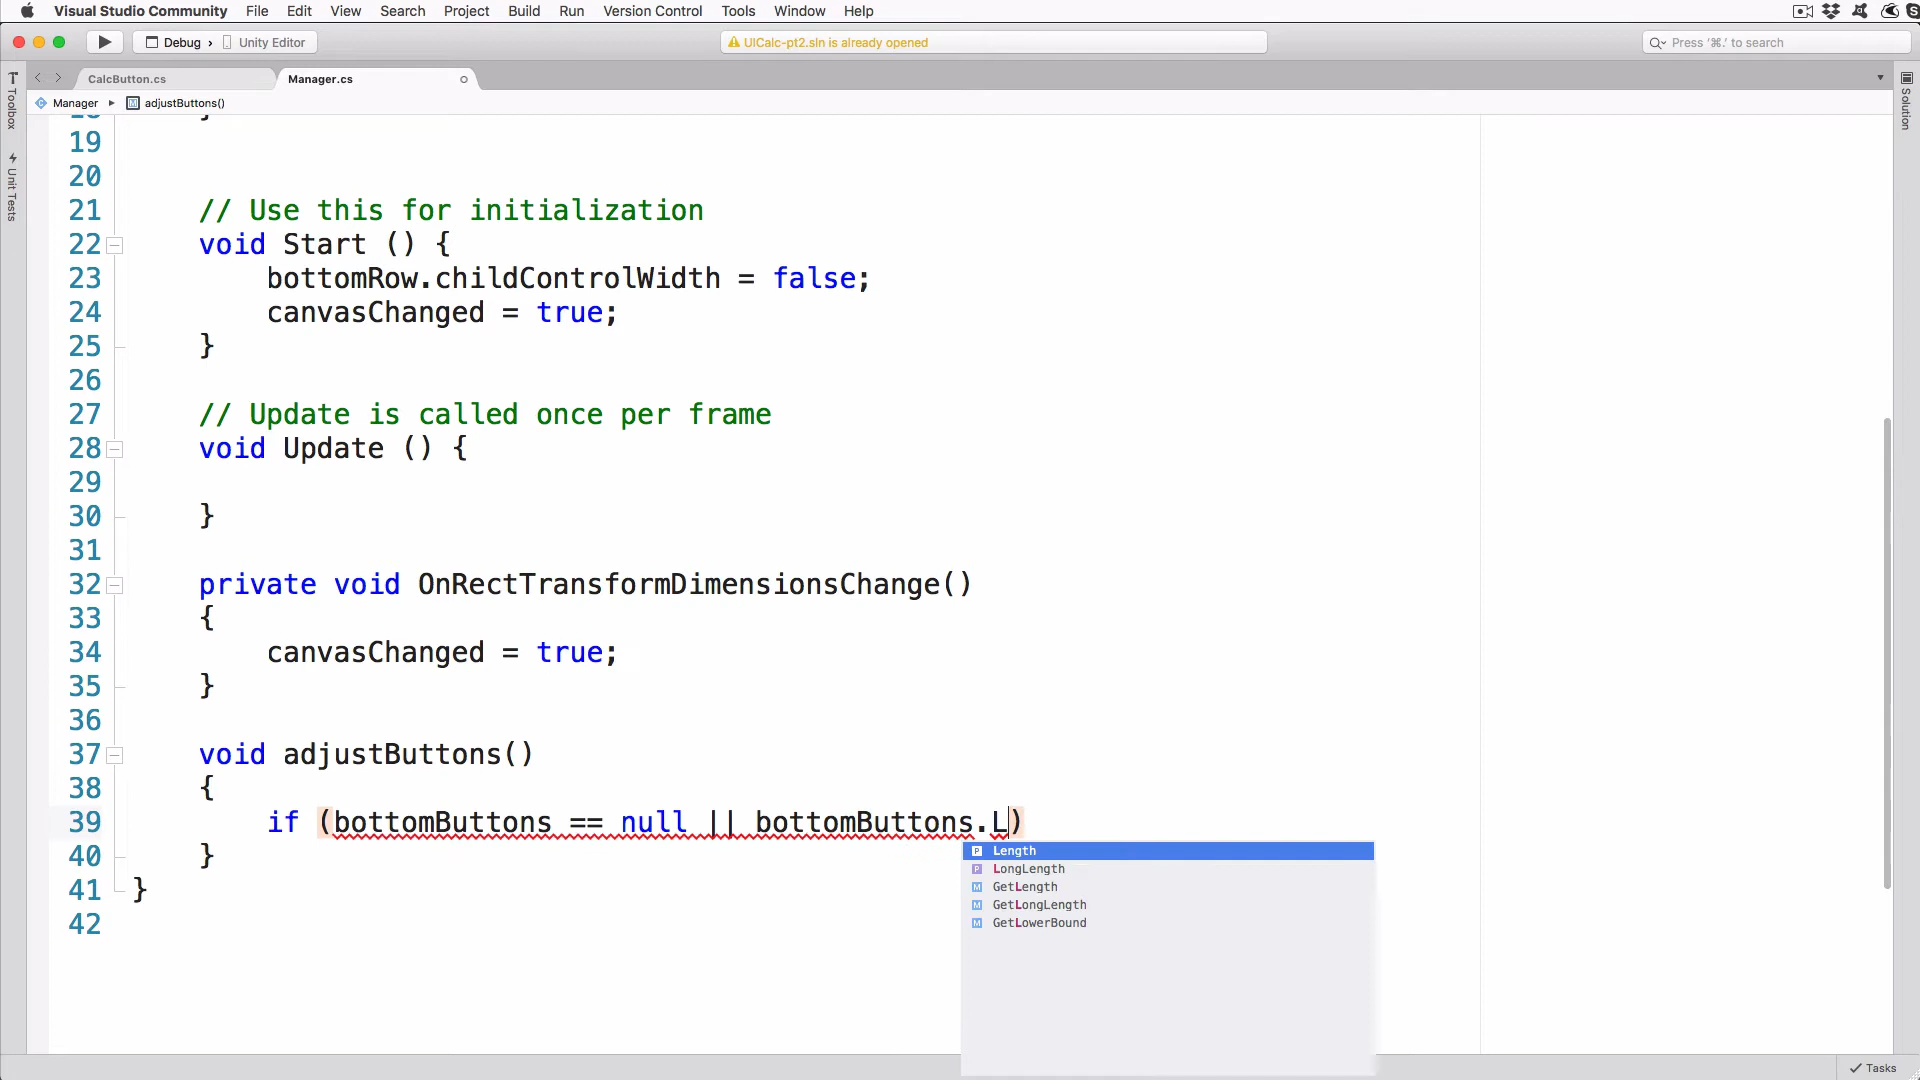 Visual Studio Community File Edit View Search Project Build Run Version Control Tools Window Help
Debug › Unity Editor
UICalc-pt2.sln is already opened
Press '⌘.' to search
CalcButton.cs
Manager.cs
Manager ▸ adjustButtons()
Toolbox
Unit Tests
Solution
18 }
19
20
21 // Use this for initialization
22 void Start () {
23 bottomRow.childControlWidth = false;
24 canvasChanged = true;
25 }
26
27 // Update is called once per frame
28 void Update () {
29
30 }
31
32 private void OnRectTransformDimensionsChange()
33 {
34 canvasChanged = true;
35 }
36
37 void adjustButtons()
38 {
39 if (bottomButtons == null || bottomButtons.L)
40 }
41 }
42
Length
LongLength
GetLength
GetLongLength
GetLowerBound
Tasks